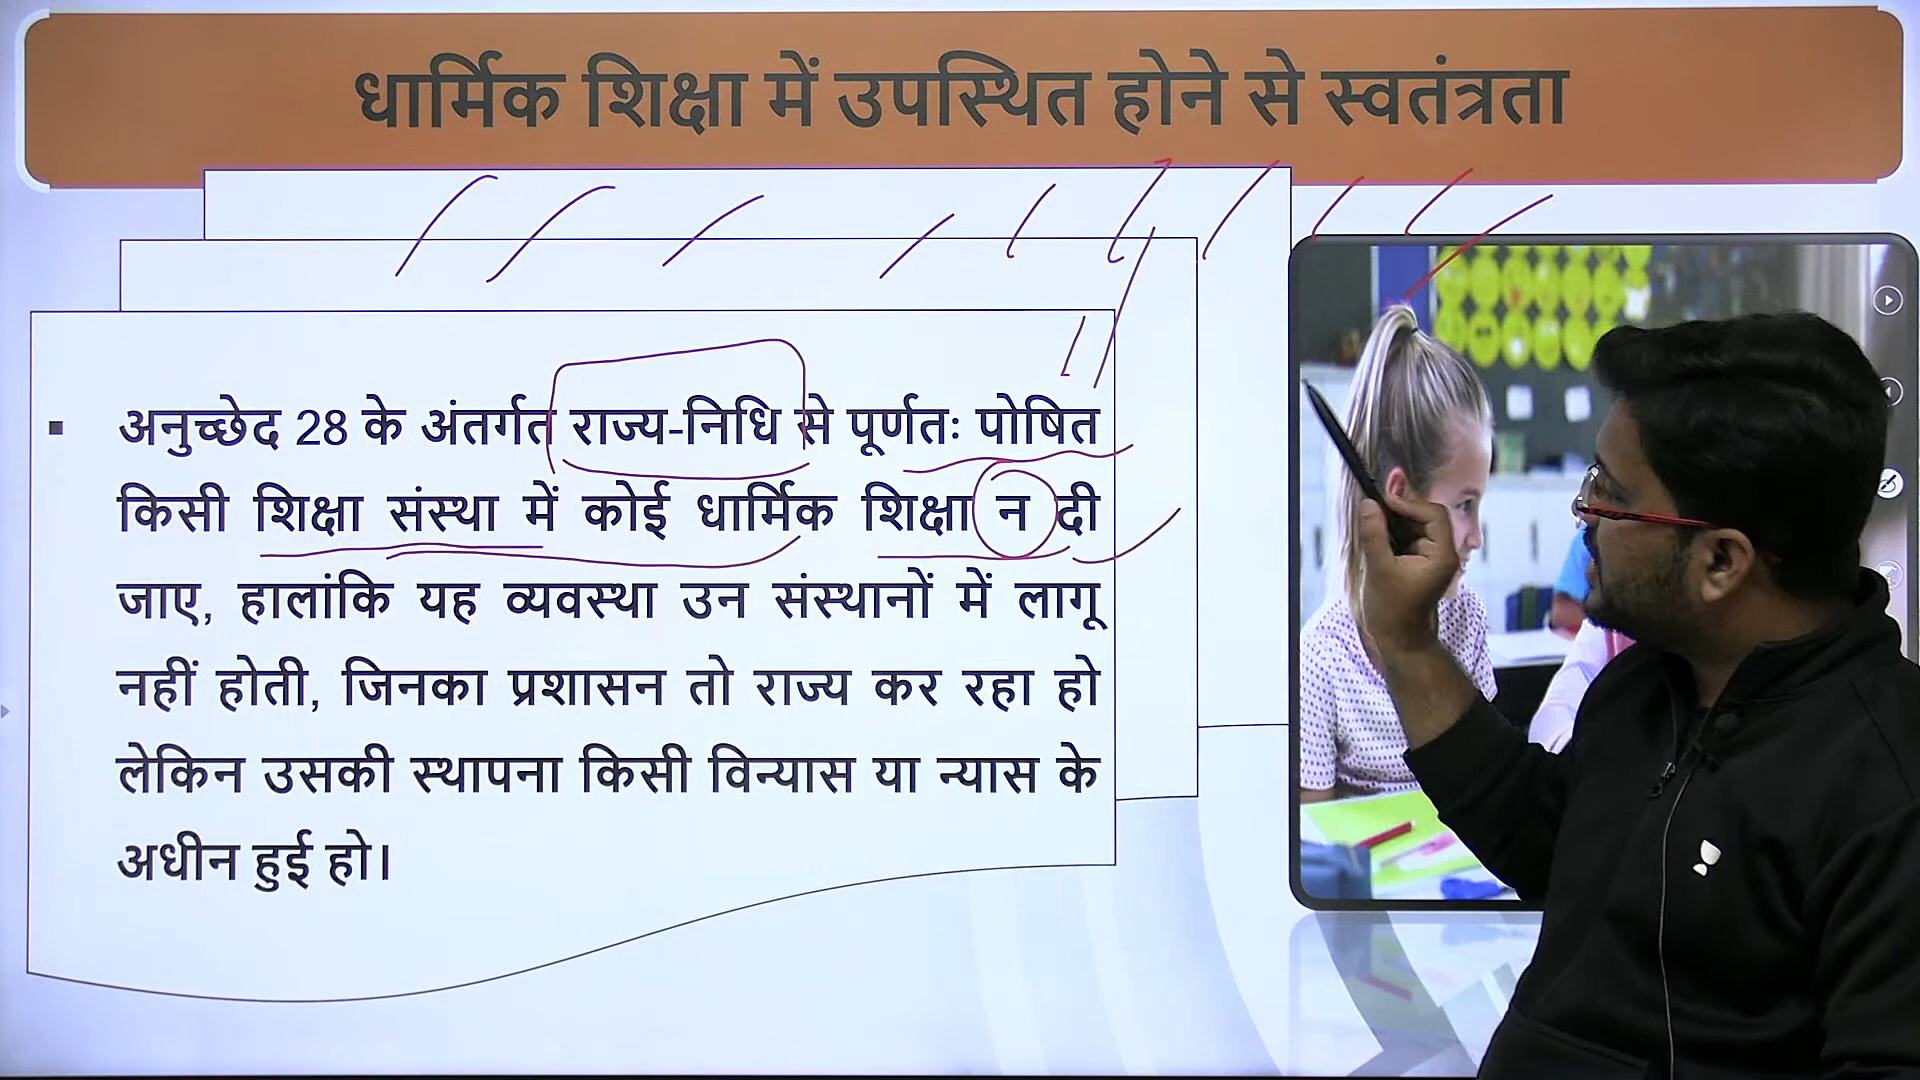 धार्मिक शिक्षा में उपस्थित होने से स्वतंत्रता
▪ अनुच्छेद 28 के अंतर्गत राज्य-निधि से पूर्णतः पोषित
किसी शिक्षा संस्था में कोई धार्मिक शिक्षा न दी
जाए, हालांकि यह व्यवस्था उन संस्थानों में लागू
नहीं होती, जिनका प्रशासन तो राज्य कर रहा हो
लेकिन उसकी स्थापना किसी विन्यास या न्यास के
अधीन हुई हो।